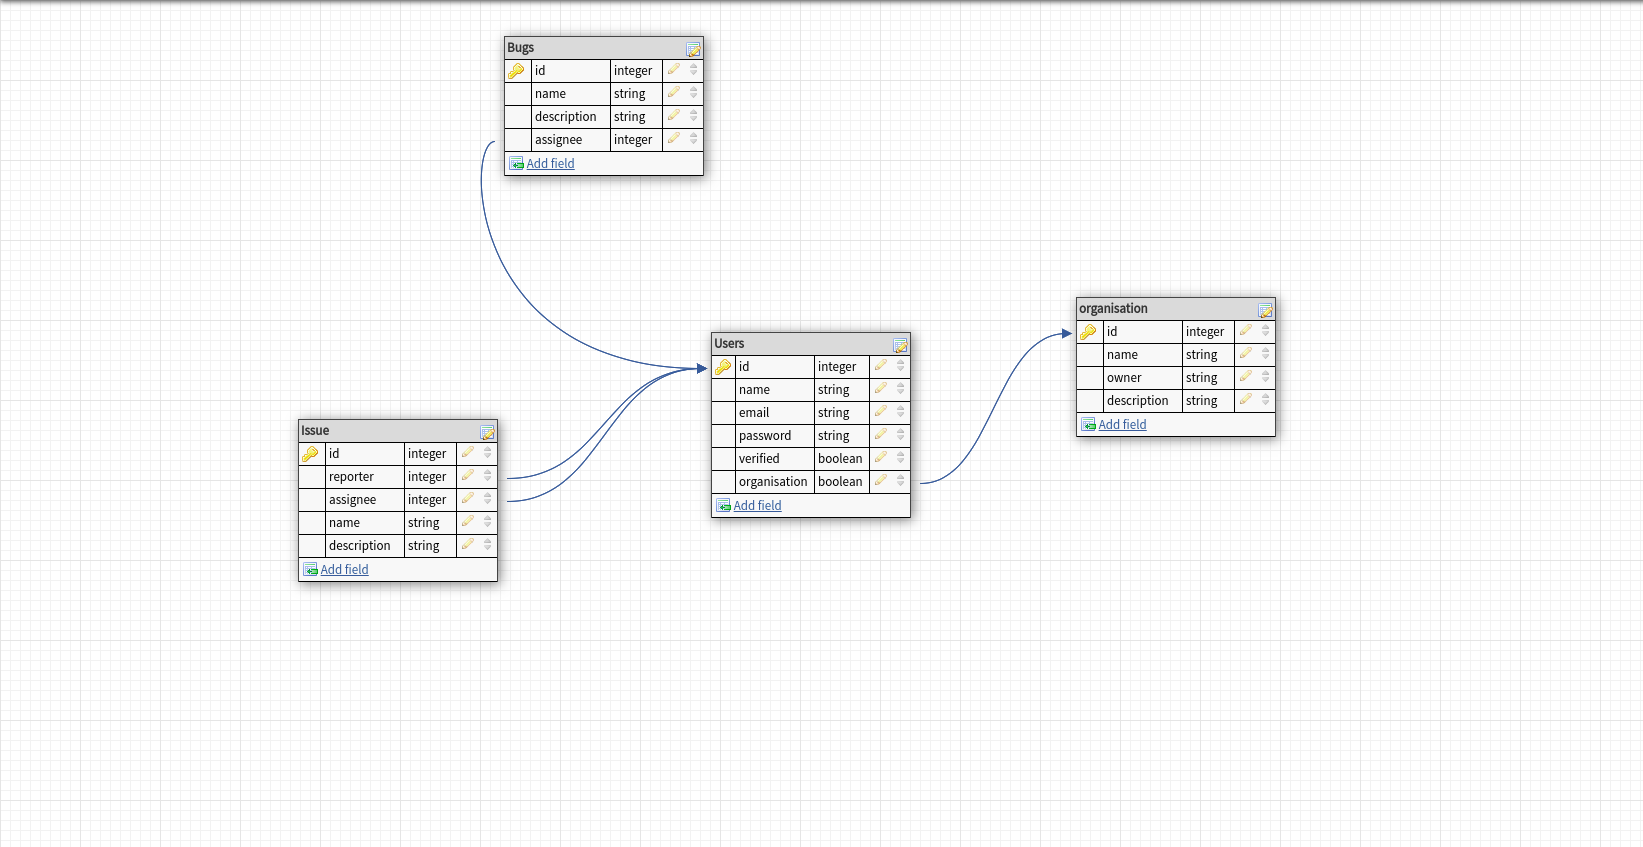 Bugs
id integer
name string
description string
assignee integer
Add field
organisation
id integer
name string
owner string
description string
Add field
Users
id integer
name string
email string
password string
verified boolean
organisation boolean
Add field
Issue
id integer
reporter integer
assignee integer
name string
description string
Add field